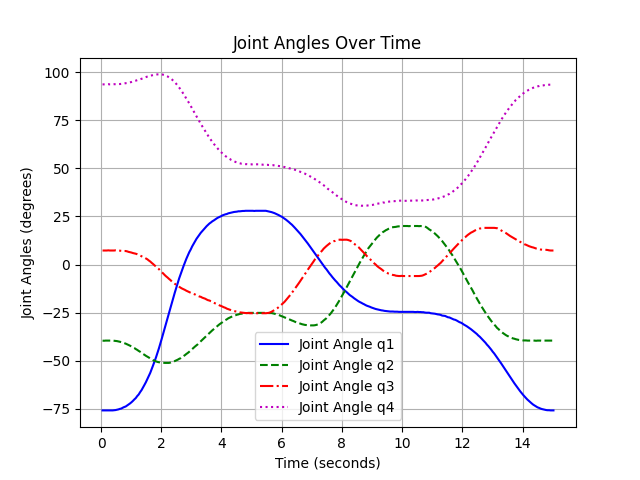 Joint Angles Over Time
Joint Angles (degrees)
100
75
50
25
0
−25
−50
−75
Joint Angle q1
Joint Angle q2
Joint Angle q3
Joint Angle q4
0 2 4 6 8 10 12 14
Time (seconds)